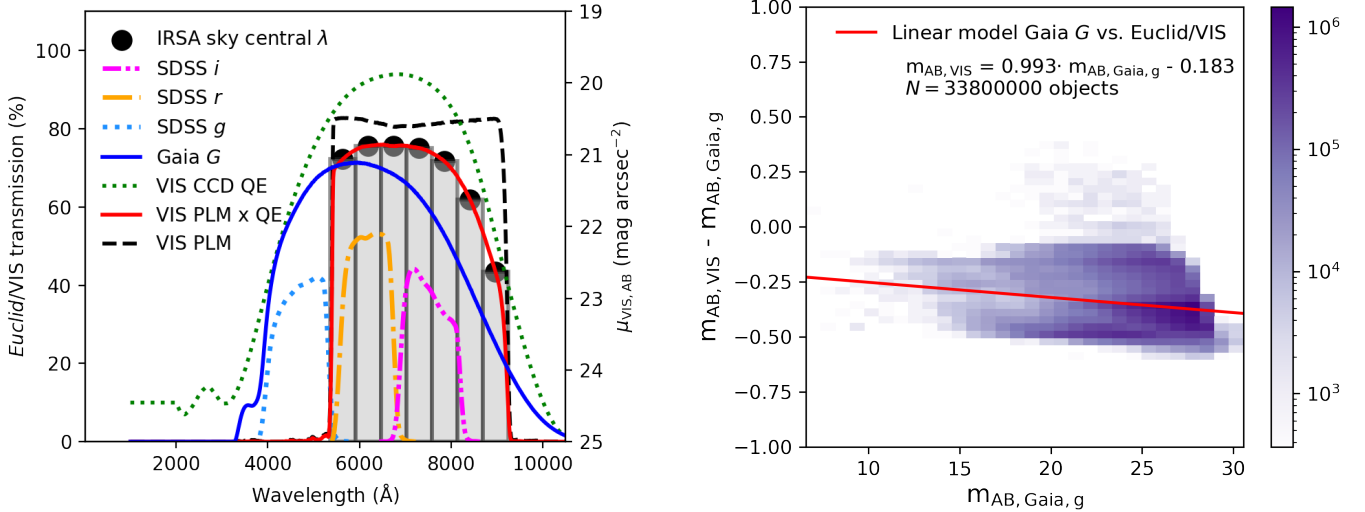 IRSA sky central λ
SDSS i
SDSS r
SDSS g
Gaia G
VIS CCD QE
VIS PLM x QE
VIS PLM
Euclid/VIS transmission (%)
100
80
60
40
20
0
2000 4000 6000 8000 10000
Wavelength (Å)
19
20
21
22
23
24
25
μVIS, AB (mag arcsec−2)
Linear model Gaia G vs. Euclid/VIS
mAB, VIS = 0.993· mAB, Gaia, g - 0.183
N = 33800000 objects
mAB, VIS - mAB, Gaia, g
1.00
0.75
0.50
0.25
0.00
−0.25
−0.50
−0.75
−1.00
10 15 20 25 30
mAB, Gaia, g
10⁶
10⁵
10⁴
10³